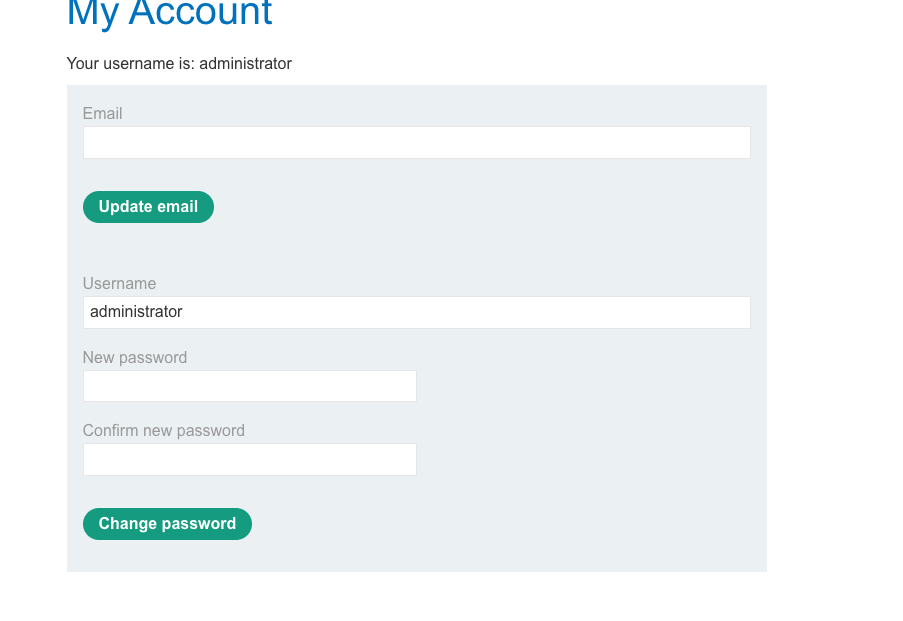 My Account
Your username is: administrator
Email
Update email
Username
administrator
New password
Confirm new password
Change password